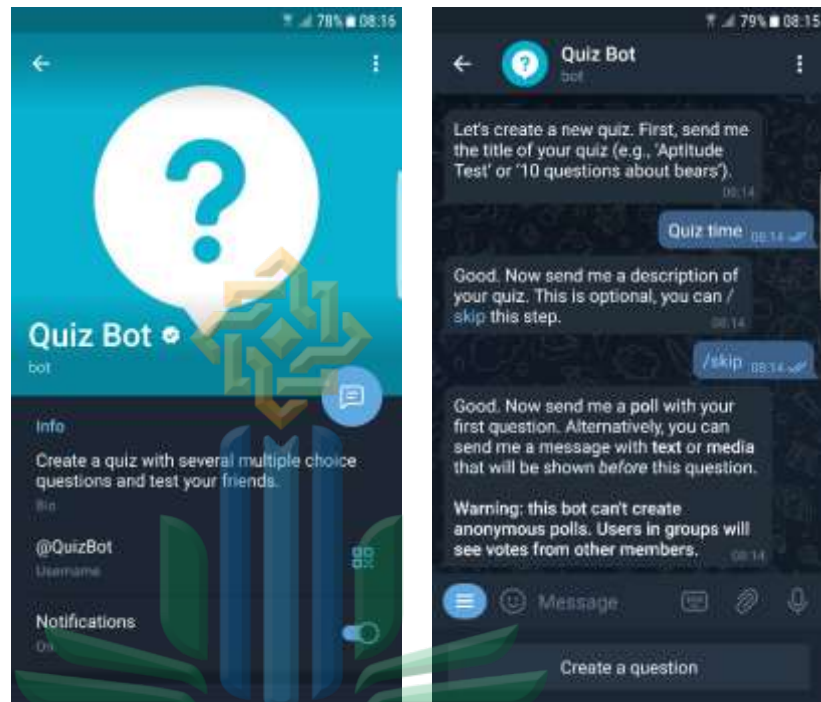 78% 08:16
?
Quiz Bot
bot
Info
Create a quiz with several multiple choice
questions and test your friends.
Bio
@QuizBot
Username
Notifications
On
79% 08:15
?
Quiz Bot
bot
Let's create a new quiz. First, send me
the title of your quiz (e.g., 'Aptitude
Test' or '10 questions about bears').
08:14
Quiz time 08:14
Good. Now send me a description of
your quiz. This is optional, you can /
skip this step.
08:14
/skip 08:14
Good. Now send me a poll with your
first question. Alternatively, you can
send me a message with text or media
that will be shown before this question.
Warning: this bot can't create
anonymous polls. Users in groups will
see votes from other members. 08:14
Message
Create a question